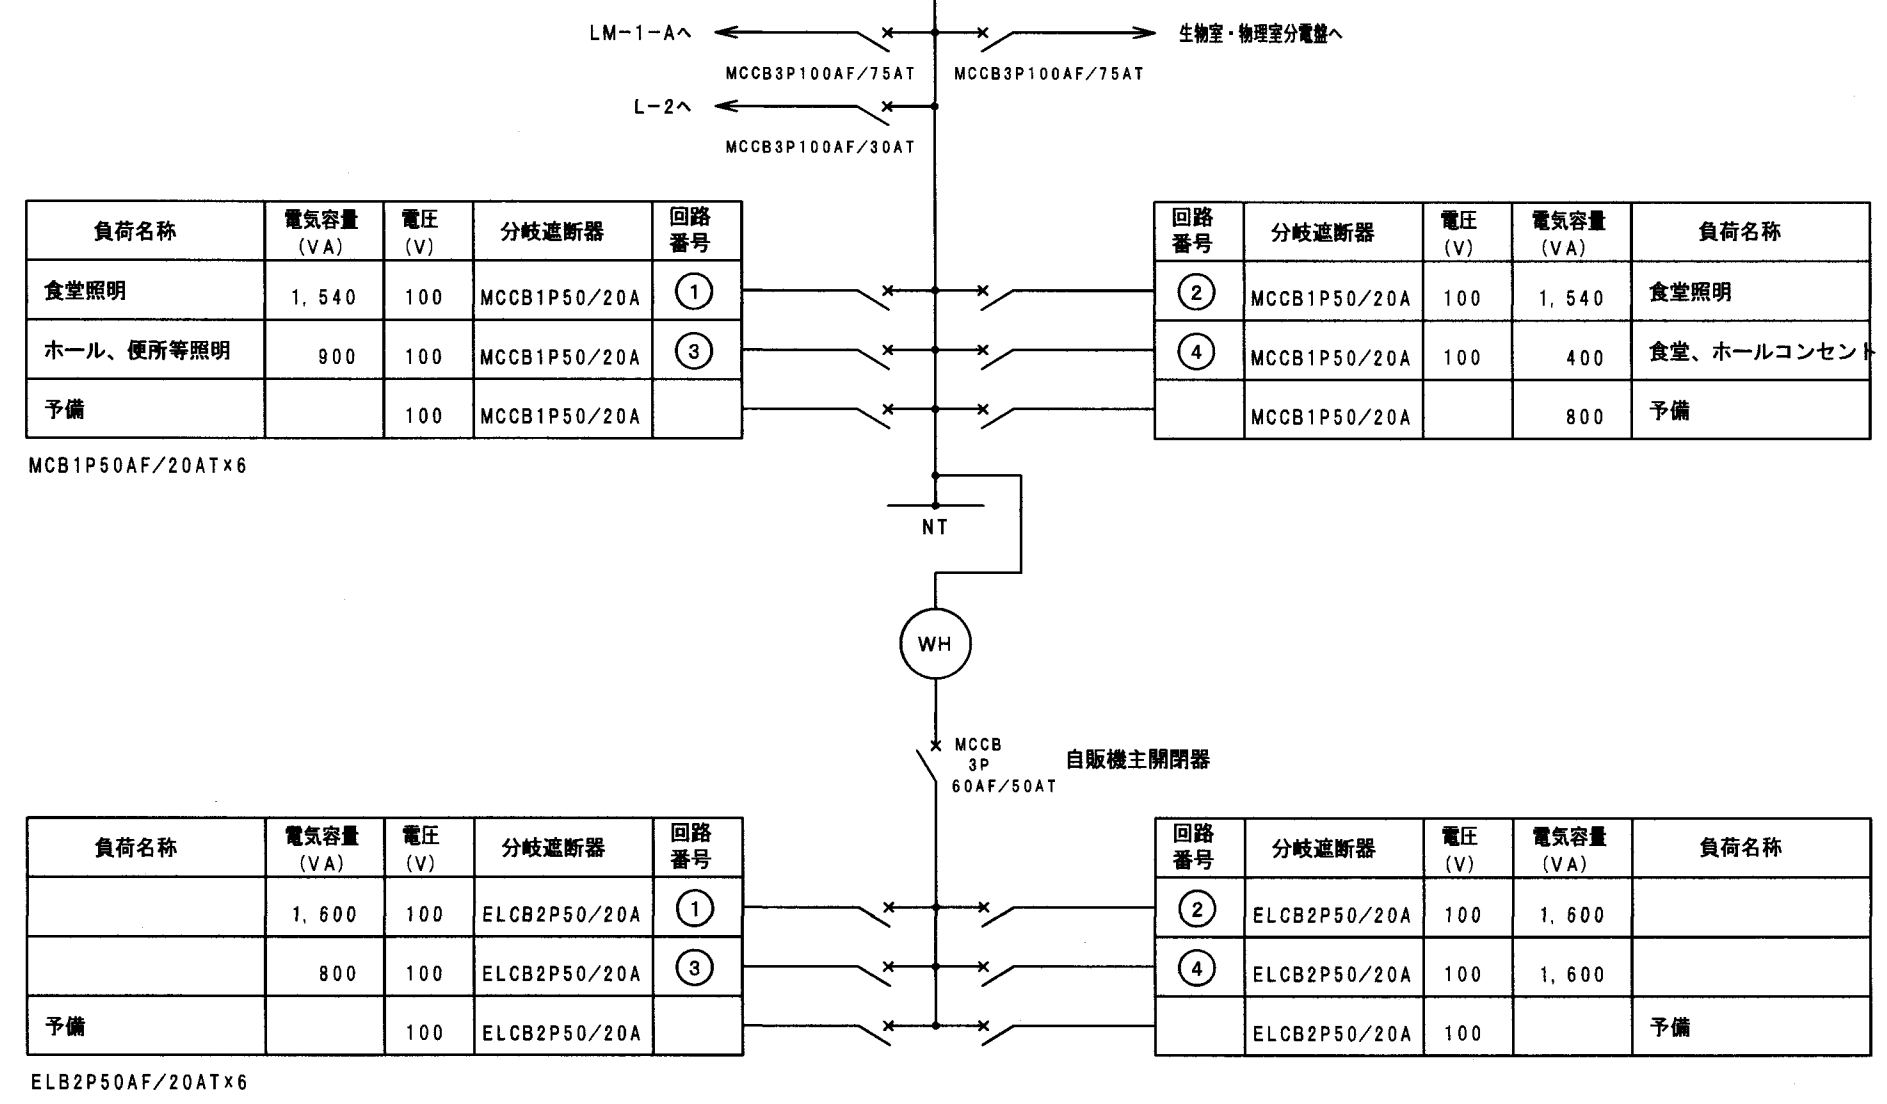 LM-1-Aへ
生物室・物理室分電盤へ
MCCB3P100AF/75AT
MCCB3P100AF/75AT
L-2へ
MCCB3P100AF/30AT
負荷名称 電気容量(VA) 電圧(V) 分岐遮断器 回路番号
食堂照明 1,540 100 MCCB1P50/20A ①
ホール、便所等照明 900 100 MCCB1P50/20A ③
予備 100 MCCB1P50/20A
MCB1P50AF/20AT×6
回路番号 分岐遮断器 電圧(V) 電気容量(VA) 負荷名称
② MCCB1P50/20A 100 1,540 食堂照明
④ MCCB1P50/20A 100 400 食堂、ホールコンセント
MCCB1P50/20A 800 予備
NT
WH
MCCB
3P
60AF/50AT
自販機主開閉器
負荷名称 電気容量(VA) 電圧(V) 分岐遮断器 回路番号
1,600 100 ELCB2P50/20A ①
800 100 ELCB2P50/20A ③
予備 100 ELCB2P50/20A
ELB2P50AF/20AT×6
回路番号 分岐遮断器 電圧(V) 電気容量(VA) 負荷名称
② ELCB2P50/20A 100 1,600
④ ELCB2P50/20A 100 1,600
ELCB2P50/20A 100 予備